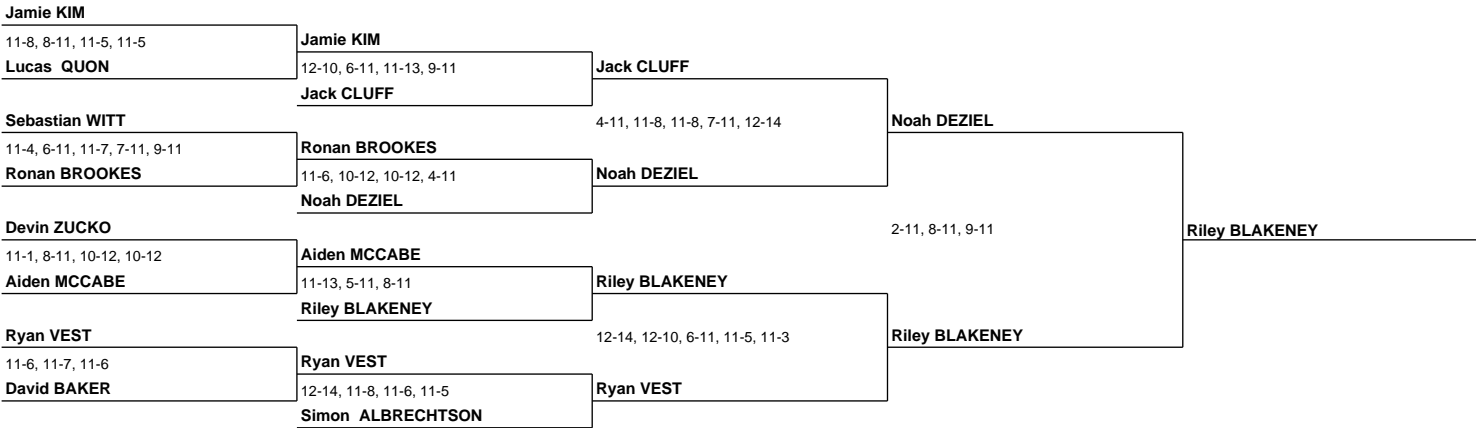 Jamie KIM
11-8, 8-11, 11-5, 11-5
Lucas QUON
Sebastian WITT
11-4, 6-11, 11-7, 7-11, 9-11
Ronan BROOKES
Devin ZUCKO
11-1, 8-11, 10-12, 10-12
Aiden MCCABE
Ryan VEST
11-6, 11-7, 11-6
David BAKER
Jamie KIM
12-10, 6-11, 11-13, 9-11
Jack CLUFF
Ronan BROOKES
11-6, 10-12, 10-12, 4-11
Noah DEZIEL
Aiden MCCABE
11-13, 5-11, 8-11
Riley BLAKENEY
Ryan VEST
12-14, 11-8, 11-6, 11-5
Simon ALBRECHTSON
Jack CLUFF
4-11, 11-8, 11-8, 7-11, 12-14
Noah DEZIEL
Riley BLAKENEY
12-14, 12-10, 6-11, 11-5, 11-3
Ryan VEST
Noah DEZIEL
2-11, 8-11, 9-11
Riley BLAKENEY
Riley BLAKENEY